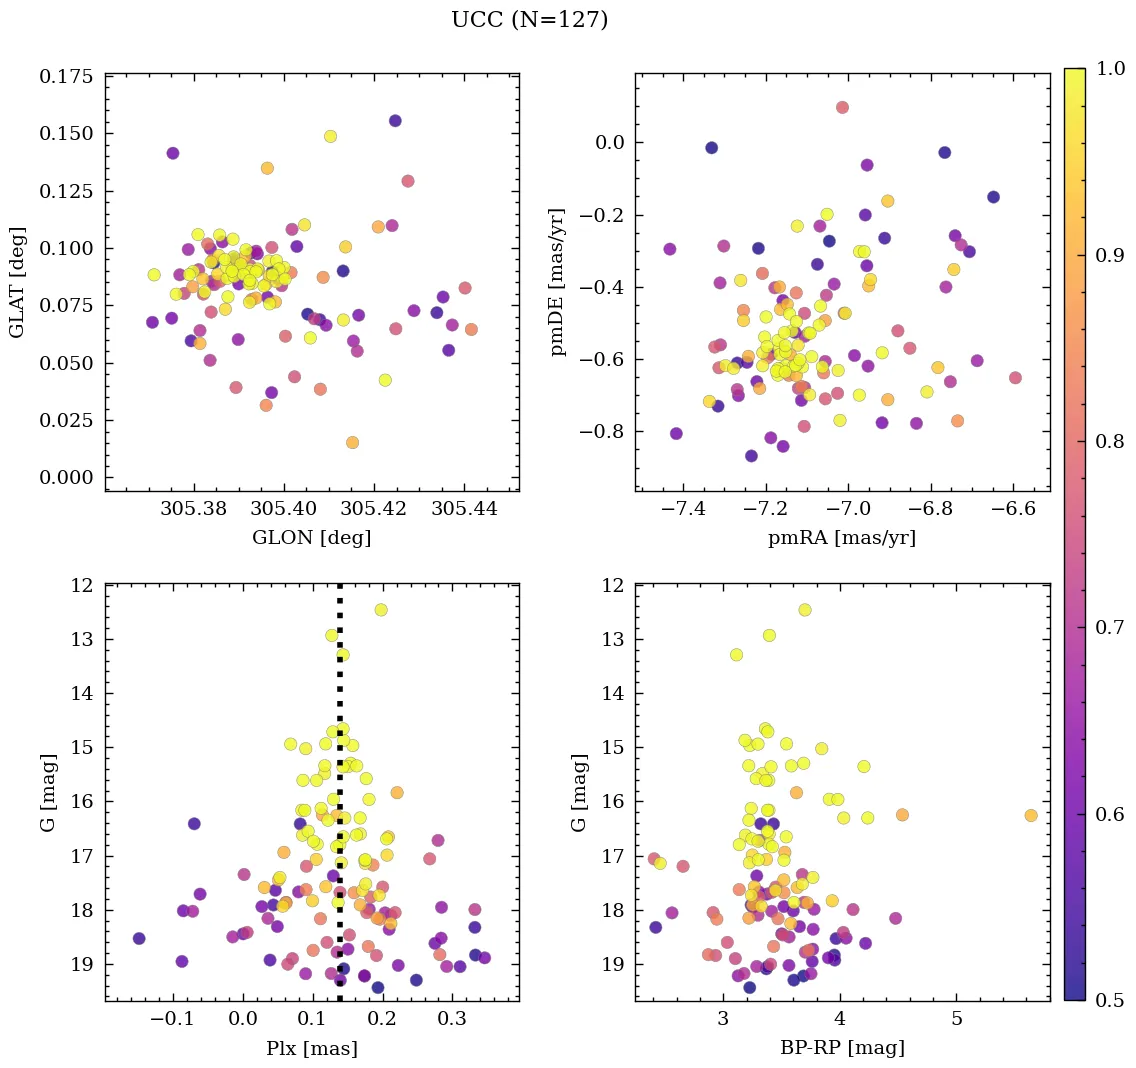 UCC (N=127)
0.175
0.150
0.125
0.100
0.075
0.050
0.025
0.000
GLAT [deg]
305.38 305.40 305.42 305.44
GLON [deg]
0.0
−0.2
−0.4
−0.6
−0.8
pmDE [mas/yr]
−7.4 −7.2 −7.0 −6.8 −6.6
pmRA [mas/yr]
12
13
14
15
16
17
18
19
G [mag]
−0.1 0.0 0.1 0.2 0.3
Plx [mas]
12
13
14
15
16
17
18
19
G [mag]
3 4 5
BP-RP [mag]
1.0
0.9
0.8
0.7
0.6
0.5